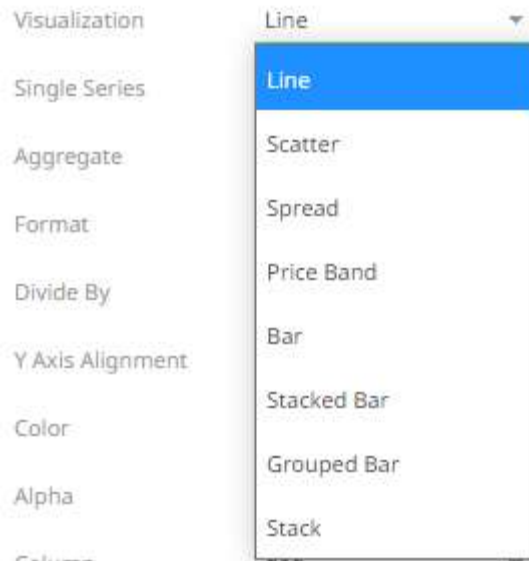 Visualization Line
Line
Single Series
Aggregate
Scatter
Format
Spread
Divide By
Price Band
Y Axis Alignment
Bar
Color
Stacked Bar
Alpha
Grouped Bar
Stack